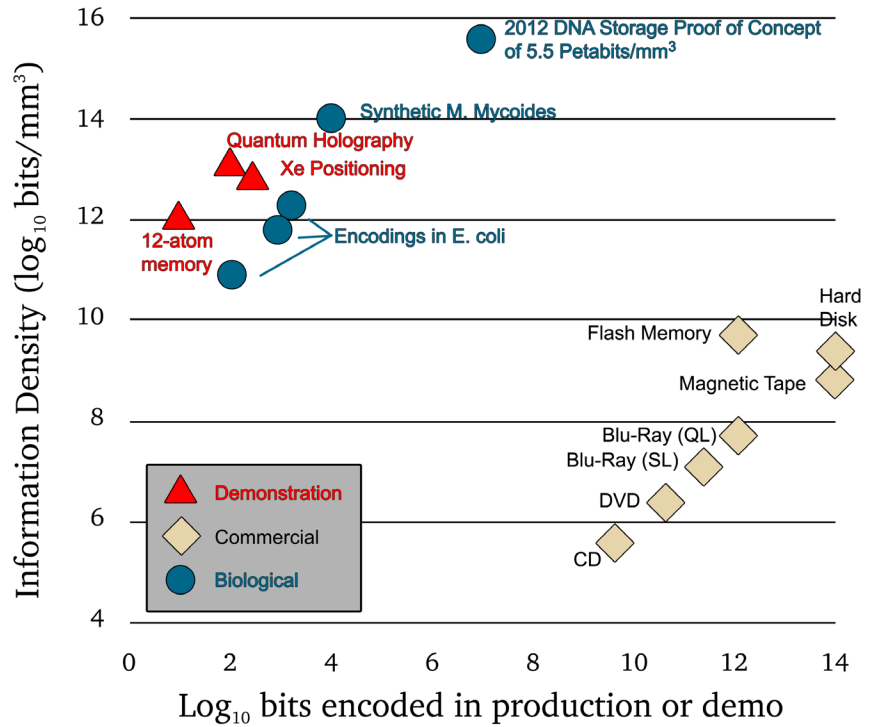 16
2012 DNA Storage Proof of Concept
of 5.5 Petabits/mm³
14
Synthetic M. Mycoides
Quantum Holography
Xe Positioning
12
Encodings in E. coli
12-atom
memory
10
Hard
Disk
Flash Memory
Magnetic Tape
8
Blu-Ray (QL)
Blu-Ray (SL)
DVD
6
CD
4
Demonstration
Commercial
Biological
0 2 4 6 8 10 12 14
Log₁₀ bits encoded in production or demo
Information Density (log₁₀ bits/mm³)